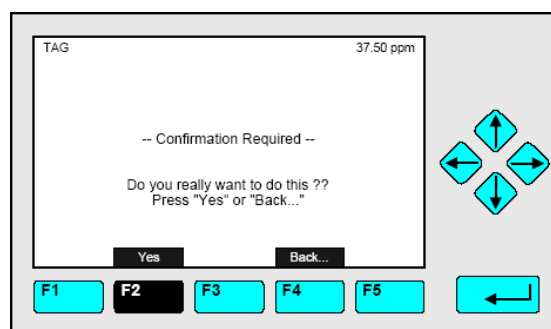 TAG 37.50 ppm
-- Confirmation Required --
Do you really want to do this ??
Press "Yes" or "Back..."
Yes Back...
F1 F2 F3 F4 F5